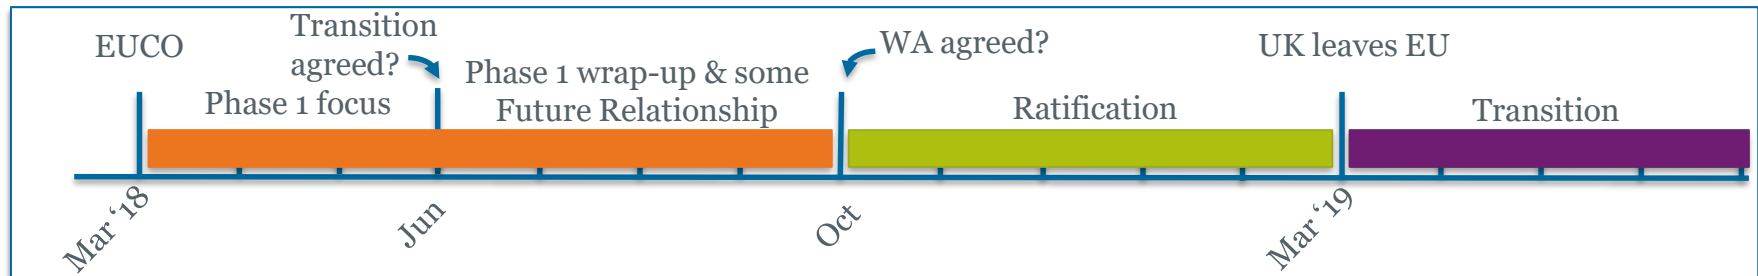 EUCO
Transition
agreed?
Phase 1 focus
Phase 1 wrap-up & some
Future Relationship
WA agreed?
Ratification
UK leaves EU
Transition
Mar ‘18
Jun
Oct
Mar ‘19